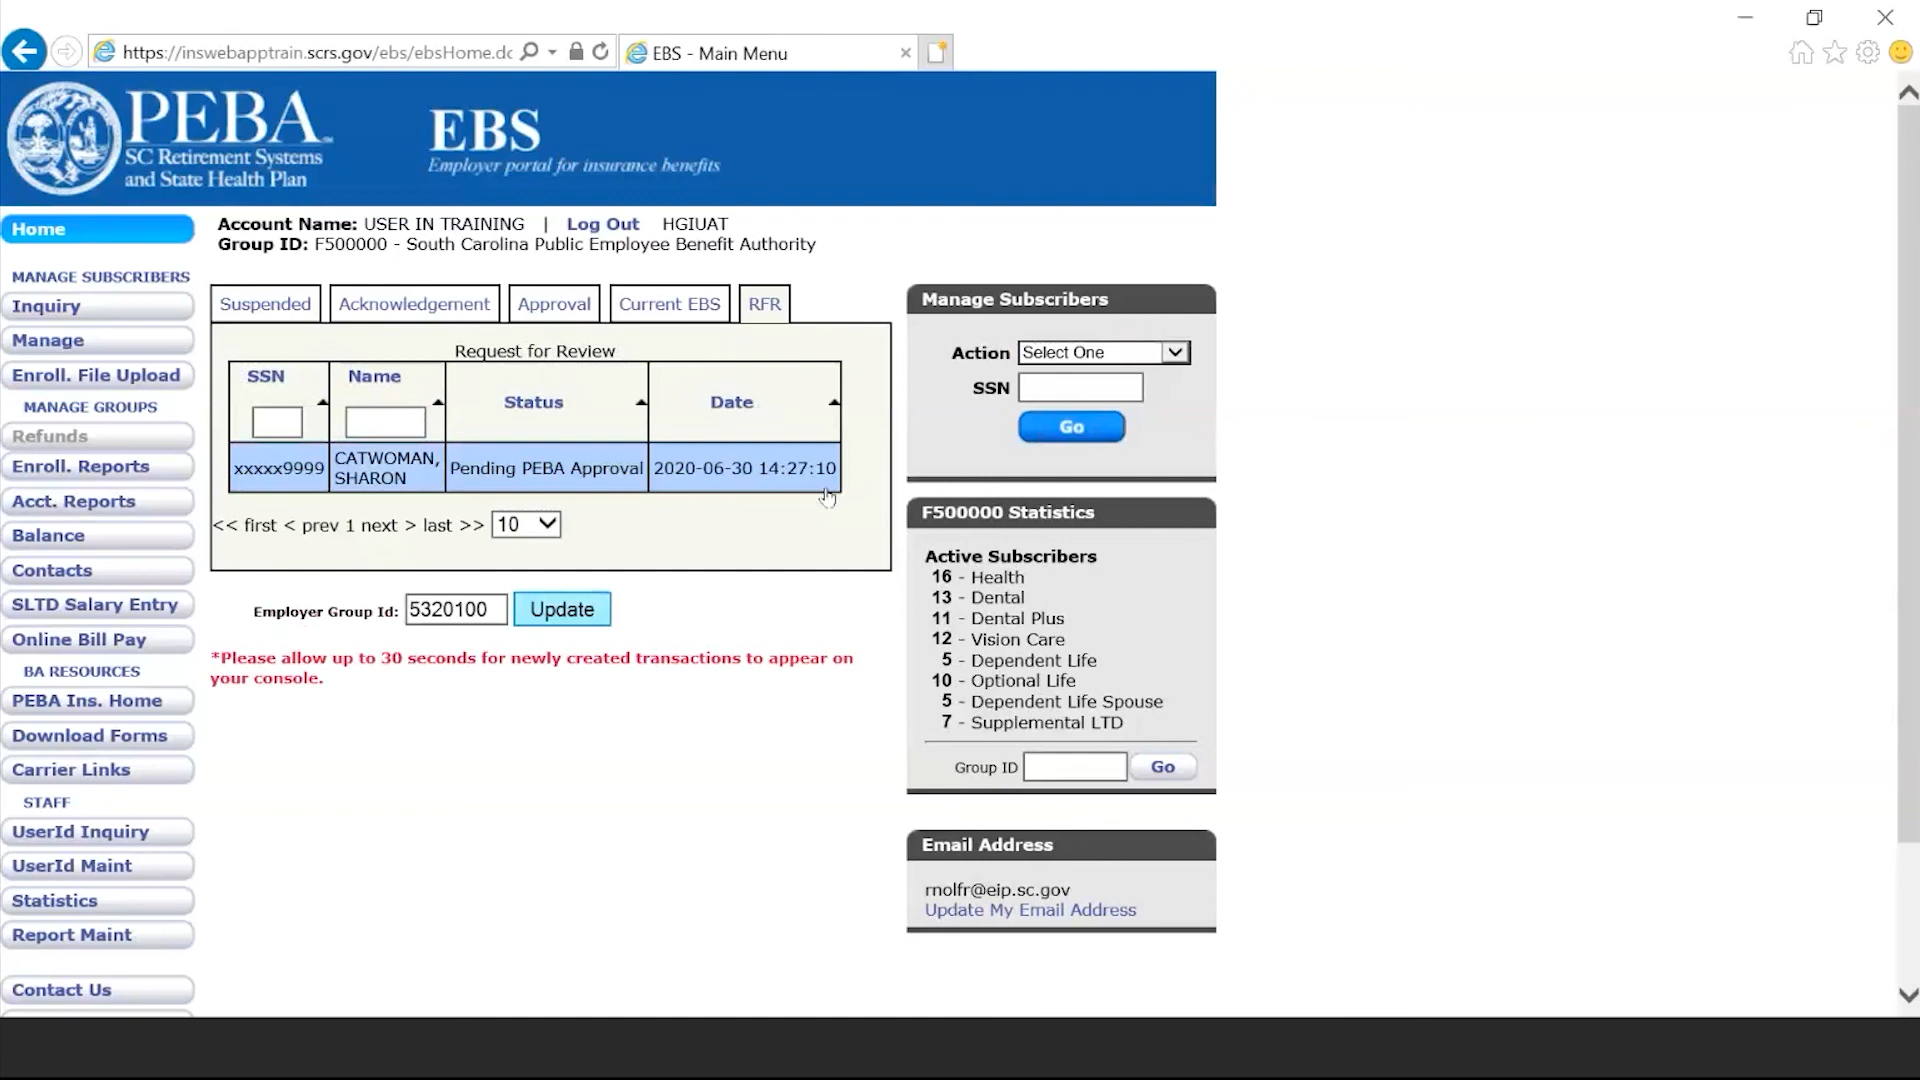 https://inswebapptrain.scrs.gov/ebs/ebsHome.dc
EBS - Main Menu
PEBA
SC Retirement Systems
and State Health Plan
EBS
Employer portal for insurance benefits
Home
MANAGE SUBSCRIBERS
Inquiry
Manage
Enroll. File Upload
MANAGE GROUPS
Refunds
Enroll. Reports
Acct. Reports
Balance
Contacts
SLTD Salary Entry
Online Bill Pay
BA RESOURCES
PEBA Ins. Home
Download Forms
Carrier Links
STAFF
UserId Inquiry
UserId Maint
Statistics
Report Maint
Contact Us
Account Name: USER IN TRAINING | Log Out HGIUAT
Group ID: F500000 - South Carolina Public Employee Benefit Authority
Suspended Acknowledgement Approval Current EBS RFR
Request for Review
SSN Name Status Date
xxxxx9999 CATWOMAN, SHARON Pending PEBA Approval 2020-06-30 14:27:10
<< first < prev 1 next > last >> 10
Employer Group Id: 5320100 Update
*Please allow up to 30 seconds for newly created transactions to appear on
your console.
Manage Subscribers
Action Select One
SSN
Go
F500000 Statistics
Active Subscribers
16 - Health
13 - Dental
11 - Dental Plus
12 - Vision Care
5 - Dependent Life
10 - Optional Life
5 - Dependent Life Spouse
7 - Supplemental LTD
Group ID Go
Email Address
rnolfr@eip.sc.gov
Update My Email Address